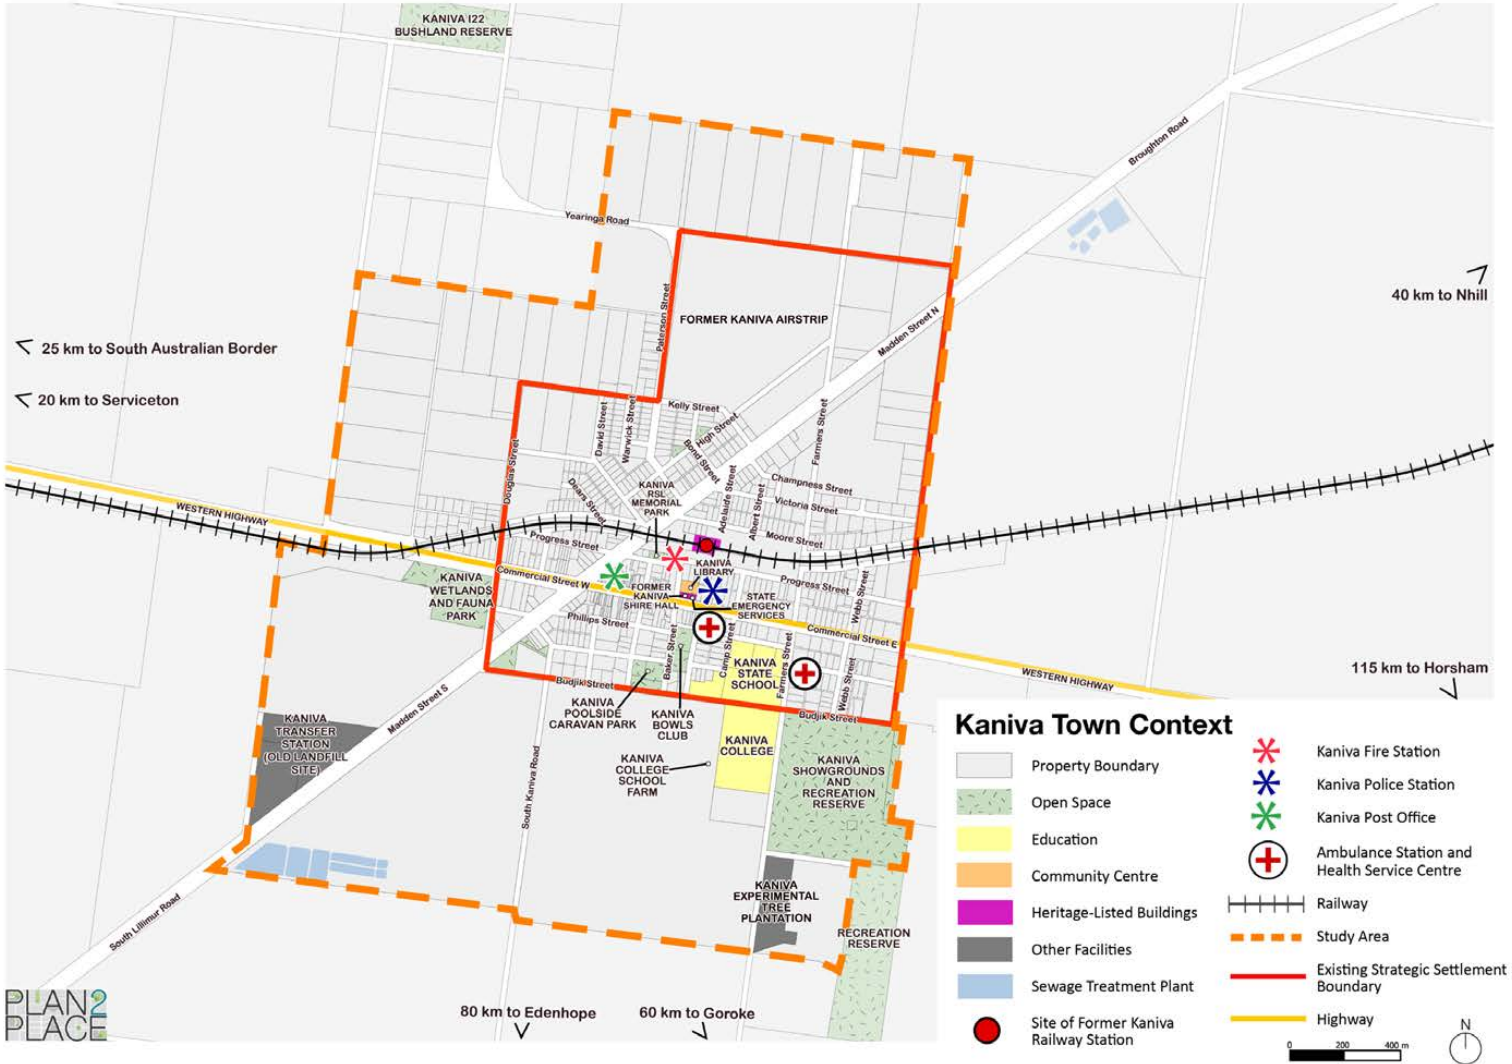 KANIVA I22
BUSHLAND RESERVE
Broughton Road
Yearinga Road
40 km to Nhill
Paterson Street
FORMER KANIVA AIRSTRIP
Madden Street N
25 km to South Australian Border
20 km to Serviceton
Kelly Street
David Street
Warwick Street
High Street
Bond Street
Farmers Street
Douglas Street
Dears Street
KANIVA
RSL
MEMORIAL
PARK
Adelaide Street
Albert Street
Champness Street
Victoria Street
Moore Street
WESTERN HIGHWAY
Progress Street
KANIVA
LIBRARY
Progress Street
Commercial Street W
KANIVA
WETLANDS
AND FAUNA
PARK
FORMER
KANIVA
SHIRE HALL
STATE
EMERGENCY
SERVICES
Webb Street
Phillips Street
Commercial Street E
Baker Street
Camp Street
Farmers Street
KANIVA
STATE
SCHOOL
Webb Street
WESTERN HIGHWAY
115 km to Horsham
Budjik Street
Budjik Street
KANIVA
POOLSIDE
CARAVAN PARK
KANIVA
BOWLS
CLUB
Madden Street S
KANIVA
TRANSFER
STATION
(OLD LANDFILL
SITE)
KANIVA
COLLEGE
KANIVA
COLLEGE
SCHOOL
FARM
KANIVA
SHOWGROUNDS
AND
RECREATION
RESERVE
South Kaniva Road
KANIVA
EXPERIMENTAL
TREE
PLANTATION
RECREATION
RESERVE
South Lillimur Road
80 km to Edenhope
60 km to Goroke
PLAN2
PLACE
Kaniva Town Context
Property Boundary
Open Space
Education
Community Centre
Heritage-Listed Buildings
Other Facilities
Sewage Treatment Plant
Site of Former Kaniva
Railway Station
Kaniva Fire Station
Kaniva Police Station
Kaniva Post Office
Ambulance Station and
Health Service Centre
Railway
Study Area
Existing Strategic Settlement
Boundary
Highway
0 200 400 m
N